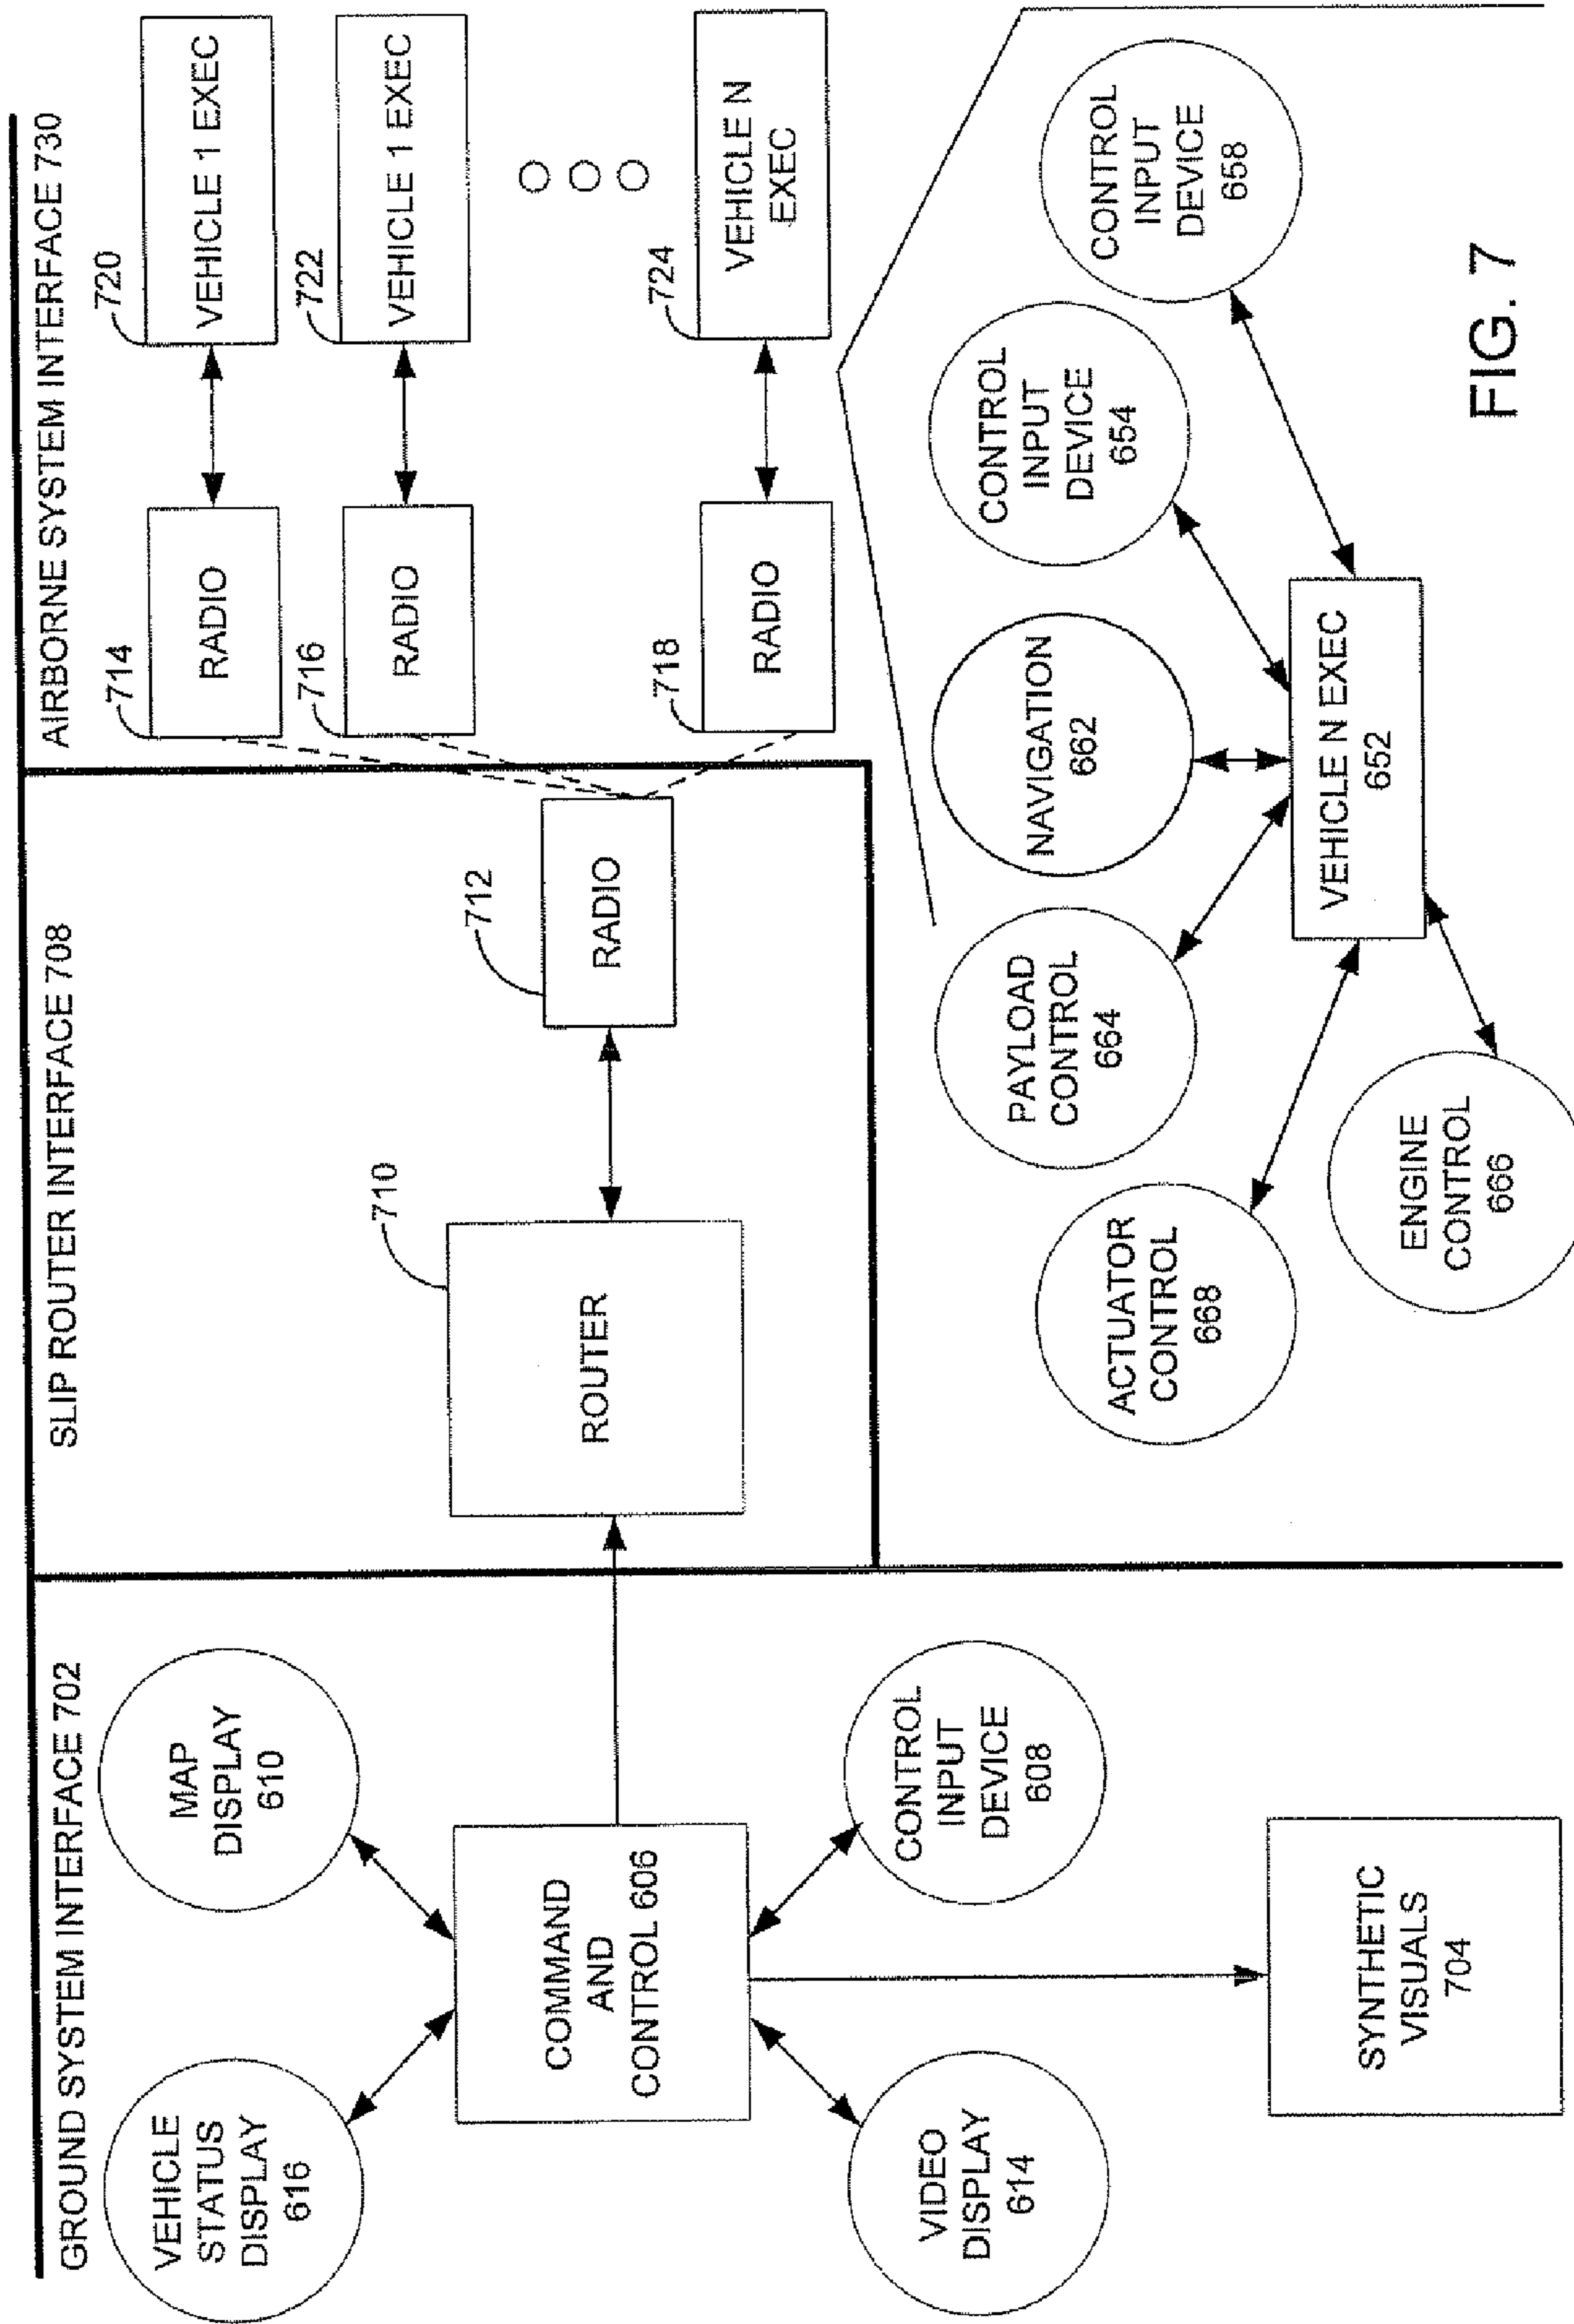 GROUND SYSTEM INTERFACE 702
VEHICLE
STATUS
DISPLAY
616
MAP
DISPLAY
610
COMMAND
AND
CONTROL 606
VIDEO
DISPLAY
614
CONTROL
INPUT
DEVICE
608
SYNTHETIC
VISUALS
704
SLIP ROUTER INTERFACE 708
710
ROUTER
712
RADIO
AIRBORNE SYSTEM INTERFACE 730
714
RADIO
720
VEHICLE 1 EXEC
716
RADIO
722
VEHICLE 1 EXEC
718
RADIO
724
VEHICLE N
EXEC
ACTUATOR
CONTROL
668
PAYLOAD
CONTROL
664
NAVIGATION
662
CONTROL
INPUT
DEVICE
654
CONTROL
INPUT
DEVICE
658
ENGINE
CONTROL
666
VEHICLE N EXEC
652
FIG. 7